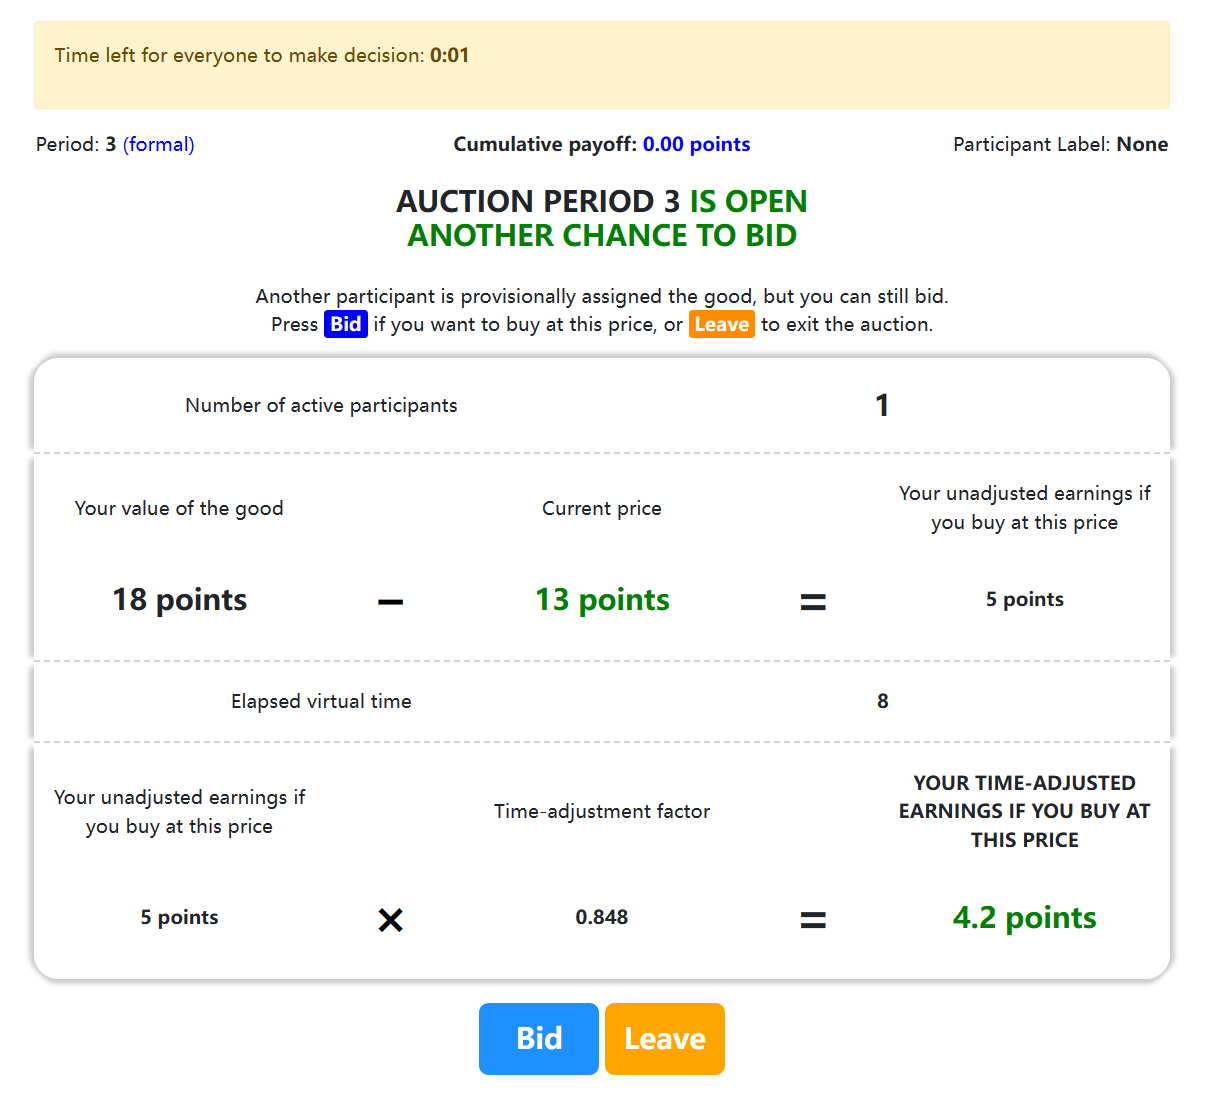 Time left for everyone to make decision: 0:01
Period: 3 (formal)
Cumulative payoff: 0.00 points
Participant Label: None
AUCTION PERIOD 3 IS OPEN
ANOTHER CHANCE TO BID
Another participant is provisionally assigned the good, but you can still bid.
Press Bid if you want to buy at this price, or Leave to exit the auction.
Number of active participants
1
Your value of the good
Current price
Your unadjusted earnings if
you buy at this price
18 points
−
13 points
=
5 points
Elapsed virtual time
8
Your unadjusted earnings if
you buy at this price
Time-adjustment factor
YOUR TIME-ADJUSTED
EARNINGS IF YOU BUY AT
THIS PRICE
5 points
×
0.848
=
4.2 points
Bid
Leave